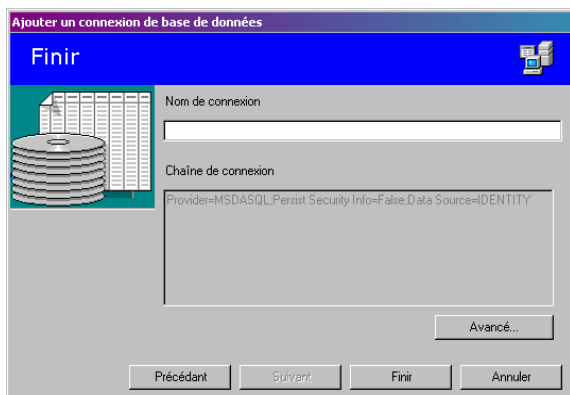 Ajouter un connexion de base de données
Finir
Nom de connexion
Chaîne de connexion
Provider=MSDASQL;Persist Security Info=False;Data Source=IDENTITY
Avancé...
Précédant Suivant Finir Annuler